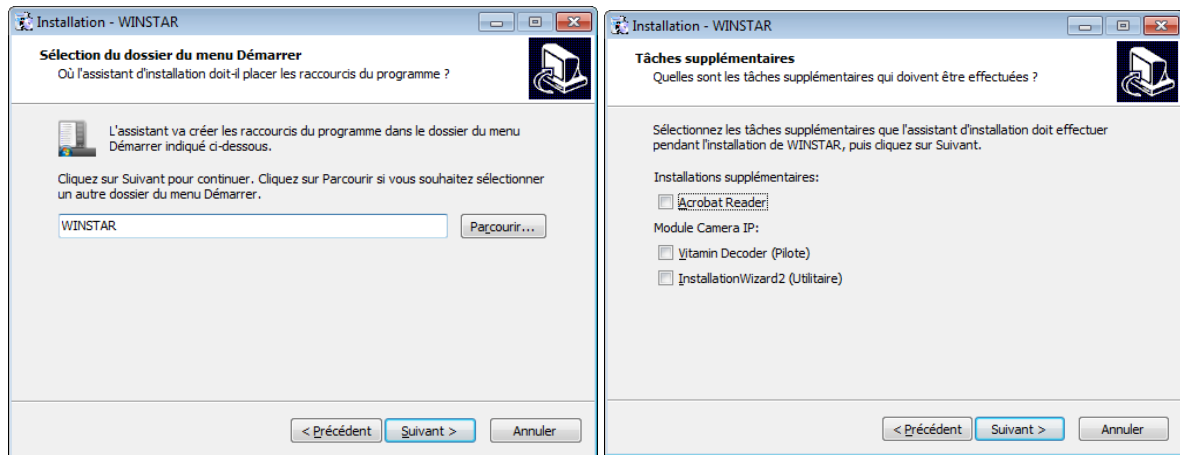 Installation - WINSTAR
Sélection du dossier du menu Démarrer
Où l'assistant d'installation doit-il placer les raccourcis du programme ?
L'assistant va créer les raccourcis du programme dans le dossier du menu
Démarrer indiqué ci-dessous.
Cliquez sur Suivant pour continuer. Cliquez sur Parcourir si vous souhaitez sélectionner
un autre dossier du menu Démarrer.
WINSTAR
Parcourir...
< Précédent
Suivant >
Annuler
Installation - WINSTAR
Tâches supplémentaires
Quelles sont les tâches supplémentaires qui doivent être effectuées ?
Sélectionnez les tâches supplémentaires que l'assistant d'installation doit effectuer
pendant l'installation de WINSTAR, puis cliquez sur Suivant.
Installations supplémentaires:
Acrobat Reader
Module Camera IP:
Vitamin Decoder (Pilote)
InstallationWizard2 (Utilitaire)
< Précédent
Suivant >
Annuler